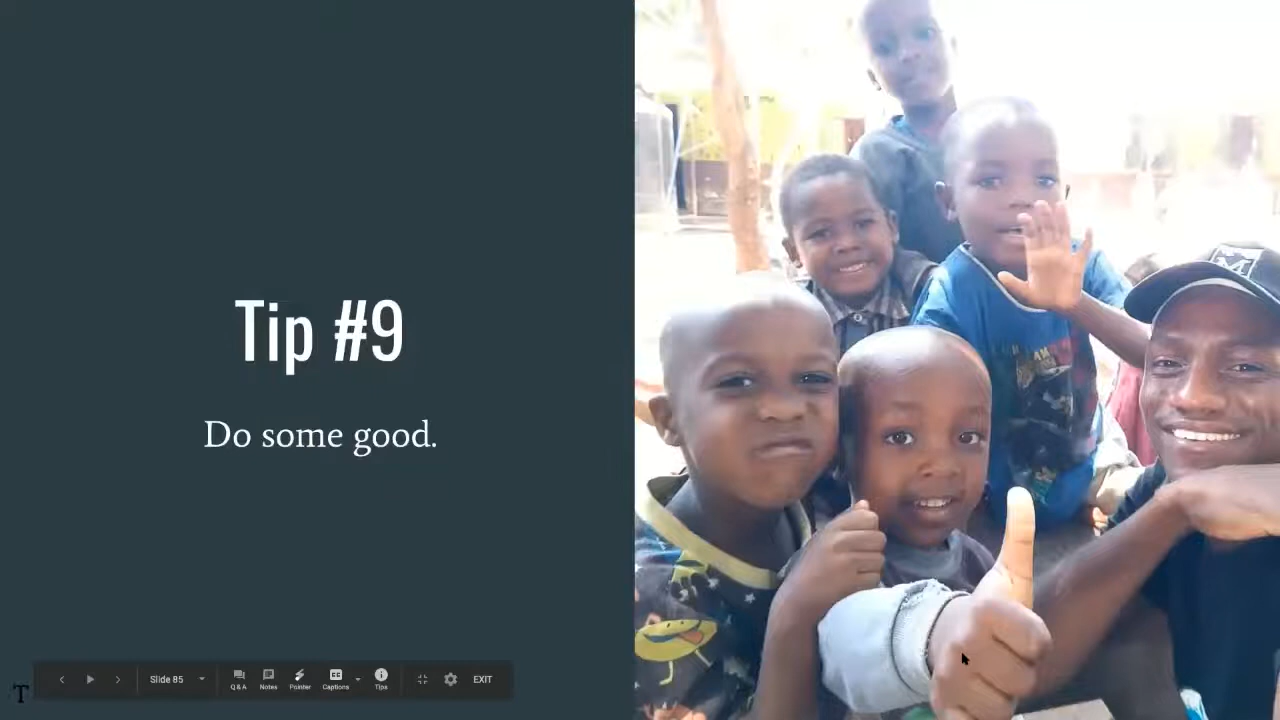 Tip #9
Do some good.
M
T
Slide 85
Q&A
Notes
Pointer
Captions
Tips
EXIT